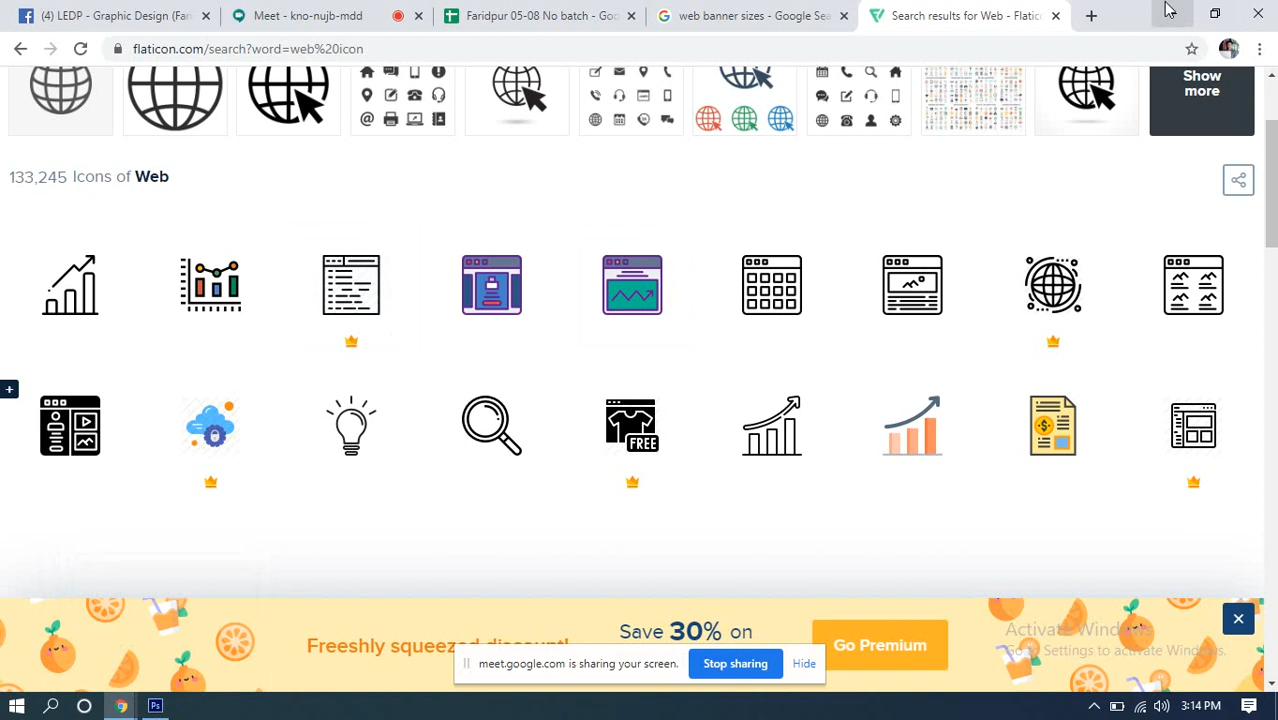 (4) LEDP - Graphic Design (Fa
Meet - kno-nujb-mdd
Faridpur 05-08 No batch - Goo
web banner sizes - Google Sea
Search results for Web - Flatic
flaticon.com/search?word=web%20icon
Show
more
133,245 Icons of Web
FREE
Freshly squeezed discount!
Save 30% on
Go Premium
Activate Windows
Go to Settings to activate Windows.
meet.google.com is sharing your screen.
Stop sharing
Hide
Ps
3:14 PM